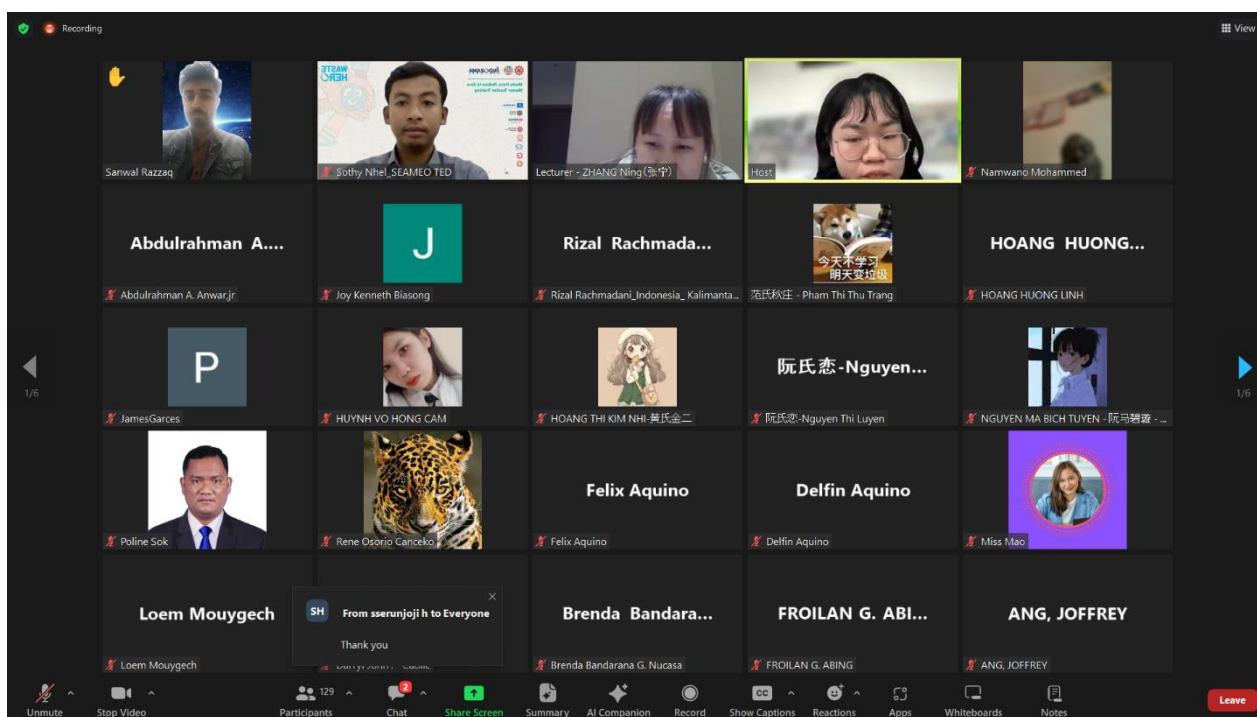 Recording
View
Sanwal Razzaq
WASTE
HERO
Sothy Nhel_SEAMEO TED
Lecturer - ZHANG Ning(张宁)
Host
Namwano Mohammed
Abdulrahman A....
Abdulrahman A. Anwar,jr
J
Joy Kenneth Biasong
Rizal Rachmada...
Rizal Rachmadani_Indonesia_ Kalimanta...
今天不学习
明天变垃圾
范氏秋庄 - Pham Thi Thu Trang
HOANG HUONG...
HOANG HUONG LINH
1/6
P
JamesGarces
HUYNH VO HONG CAM
HOANG THI KIM NHI-黄氏金二
阮氏恋-Nguyen...
阮氏恋-Nguyen Thi Luyen
NGUYEN MA BICH TUYEN - 阮马碧璇 - ...
1/6
Poline Sok
Rene Osorio Canceko
Felix Aquino
Felix Aquino
Delfin Aquino
Delfin Aquino
Miss Mao
Loem Mouygech
Loem Mouygech
SH
From sserunjoji h to Everyone
Thank you
Brenda Bandara...
Brenda Bandarana G. Nucasa
FROILAN G. ABI...
FROILAN G. ABING
ANG, JOFFREY
ANG, JOFFREY
Unmute
Stop Video
129
Participants
2
Chat
Share Screen
Summary
AI Companion
Record
CC
Show Captions
Reactions
Apps
Whiteboards
Notes
Leave